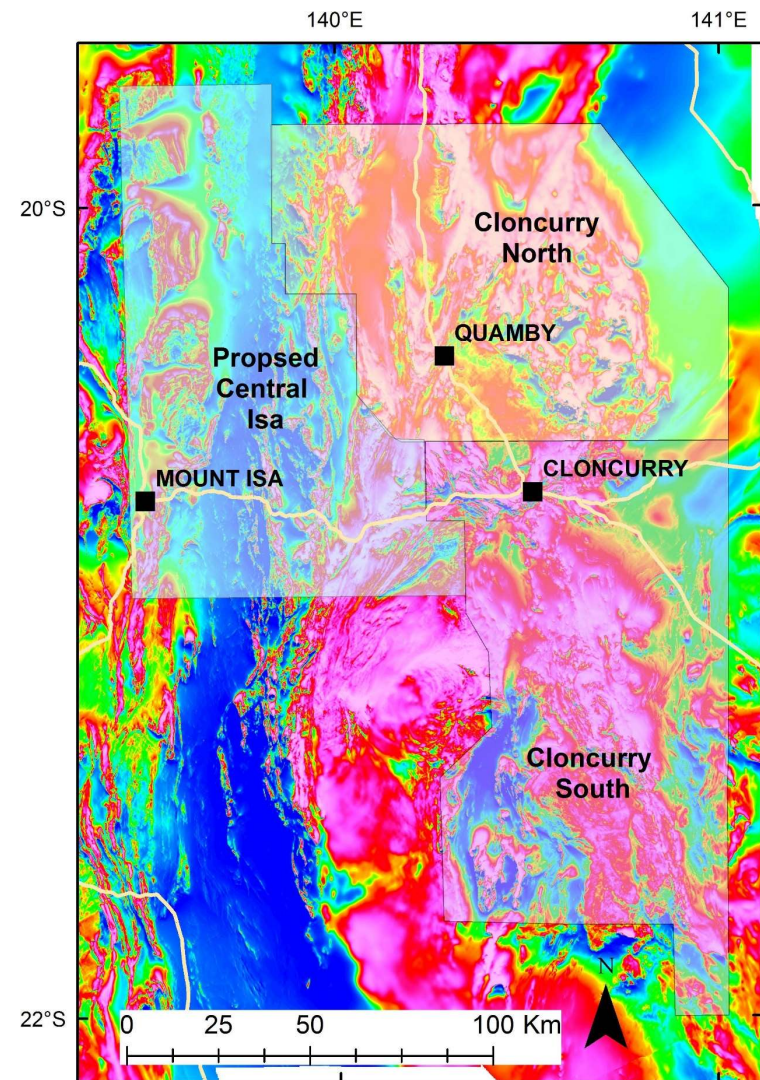 140°E
141°E
20°S
Cloncurry
North
QUAMBY
Propsed
Central
Isa
MOUNT ISA
CLONCURRY
Cloncurry
South
N
22°S
0 25 50 100 Km